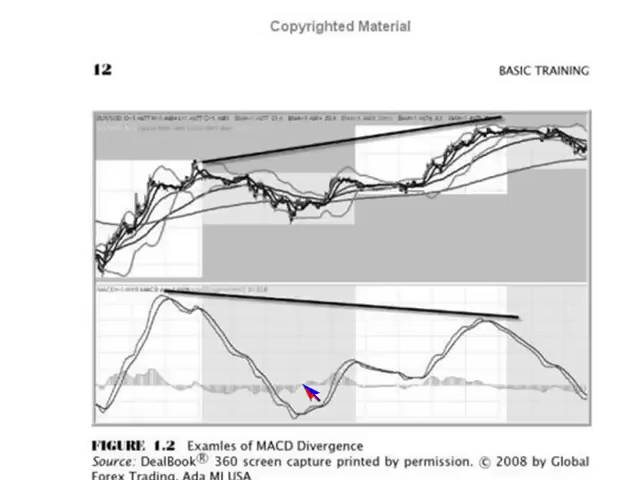 Copyrighted Material
12
BASIC TRAINING
FIGURE 1.2 Examles of MACD Divergence
Source: DealBook® 360 screen capture printed by permission. © 2008 by Global
Forex Trading, Ada MI USA